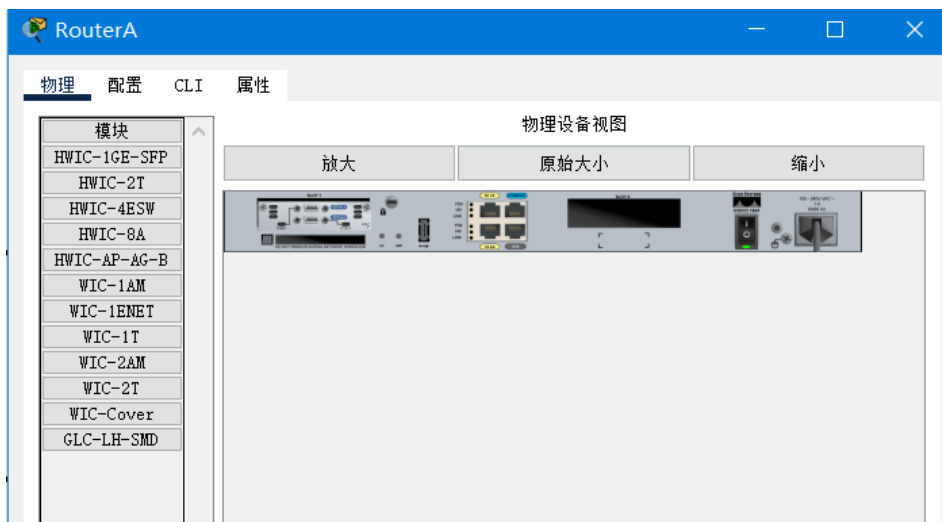 RouterA
物理 配置 CLI 属性
模块
HWIC-1GE-SFP
HWIC-2T
HWIC-4ESW
HWIC-8A
HWIC-AP-AG-B
WIC-1AM
WIC-1ENET
WIC-1T
WIC-2AM
WIC-2T
WIC-Cover
GLC-LH-SMD
物理设备视图
放大 原始大小 缩小